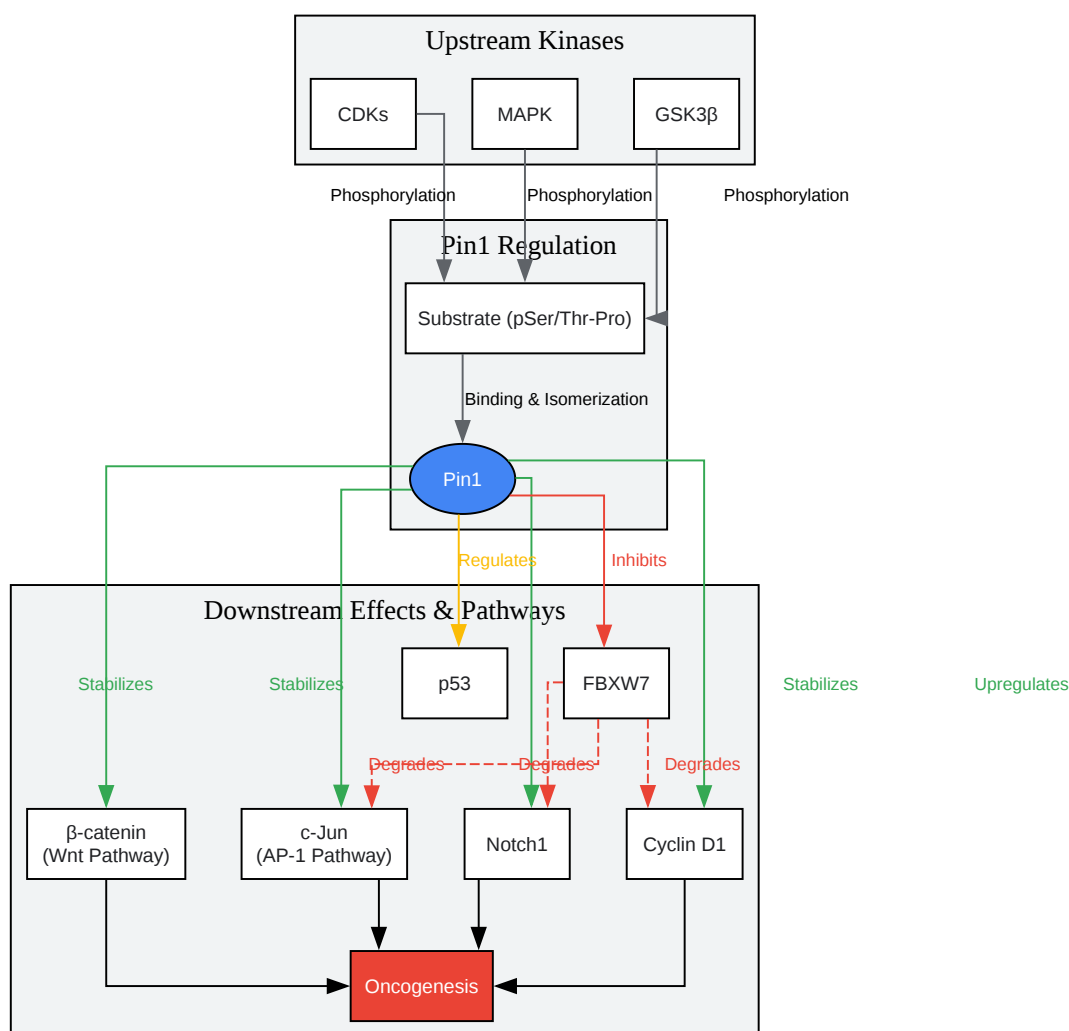 Upstream Kinases
CDKs
MAPK
GSK3β
Phosphorylation
Phosphorylation
Phosphorylation
Pin1 Regulation
Substrate (pSer/Thr-Pro)
Binding & Isomerization
Pin1
Regulates
Inhibits
Downstream Effects & Pathways
p53
FBXW7
Stabilizes
Stabilizes
Stabilizes
Upregulates
Degrades
Degrades
Degrades
β-catenin
(Wnt Pathway)
c-Jun
(AP-1 Pathway)
Notch1
Cyclin D1
Oncogenesis